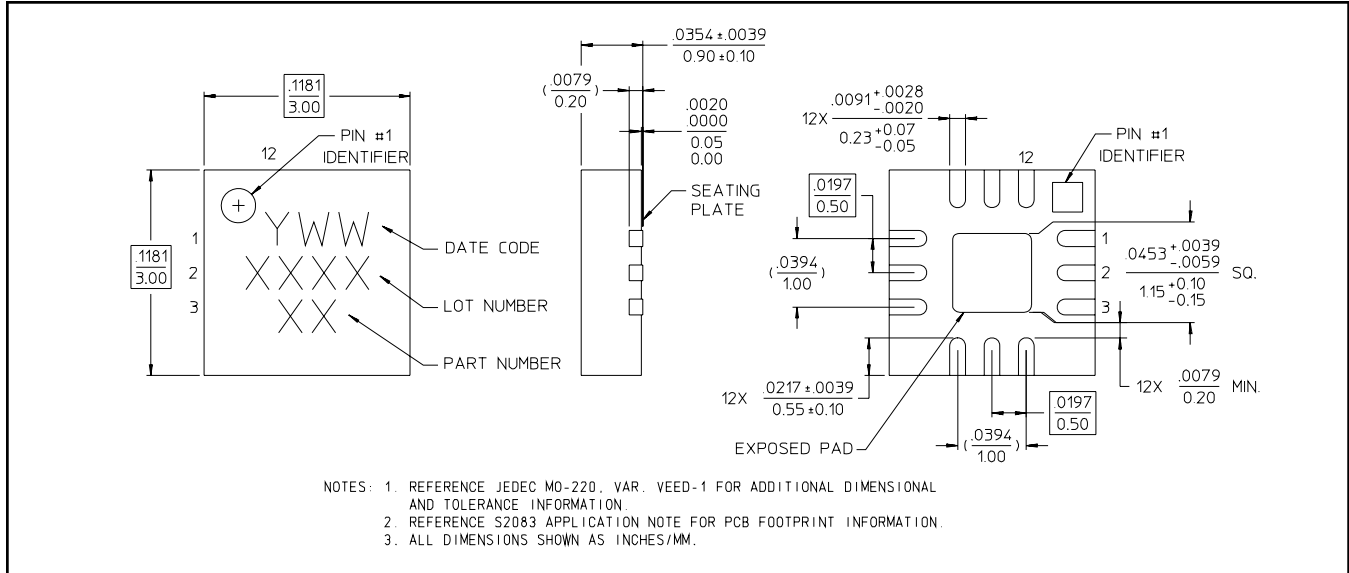 .1181
3.00
12
PIN #1
IDENTIFIER
.1181
3.00
1
2
3
YWW
XXXX
XX
DATE CODE
LOT NUMBER
PART NUMBER
.0354 ±.0039
0.90 ±0.10
( .0079
0.20 )
.0020
.0000
0.05
0.00
SEATING
PLATE
12X .0091 +.0028
-.0020
0.23 +0.07
-0.05
12
PIN #1
IDENTIFIER
.0197
0.50
( .0394
1.00 )
1
2
3
.0453 +.0039
-.0059
1.15 +0.10
-0.15
SQ.
12X .0217 ±.0039
0.55 ±0.10
12X .0079
0.20 MIN.
.0197
0.50
( .0394
1.00 )
EXPOSED PAD
NOTES: 1. REFERENCE JEDEC MO-220, VAR. VEED-1 FOR ADDITIONAL DIMENSIONAL
AND TOLERANCE INFORMATION.
2. REFERENCE S2083 APPLICATION NOTE FOR PCB FOOTPRINT INFORMATION.
3. ALL DIMENSIONS SHOWN AS INCHES/MM.